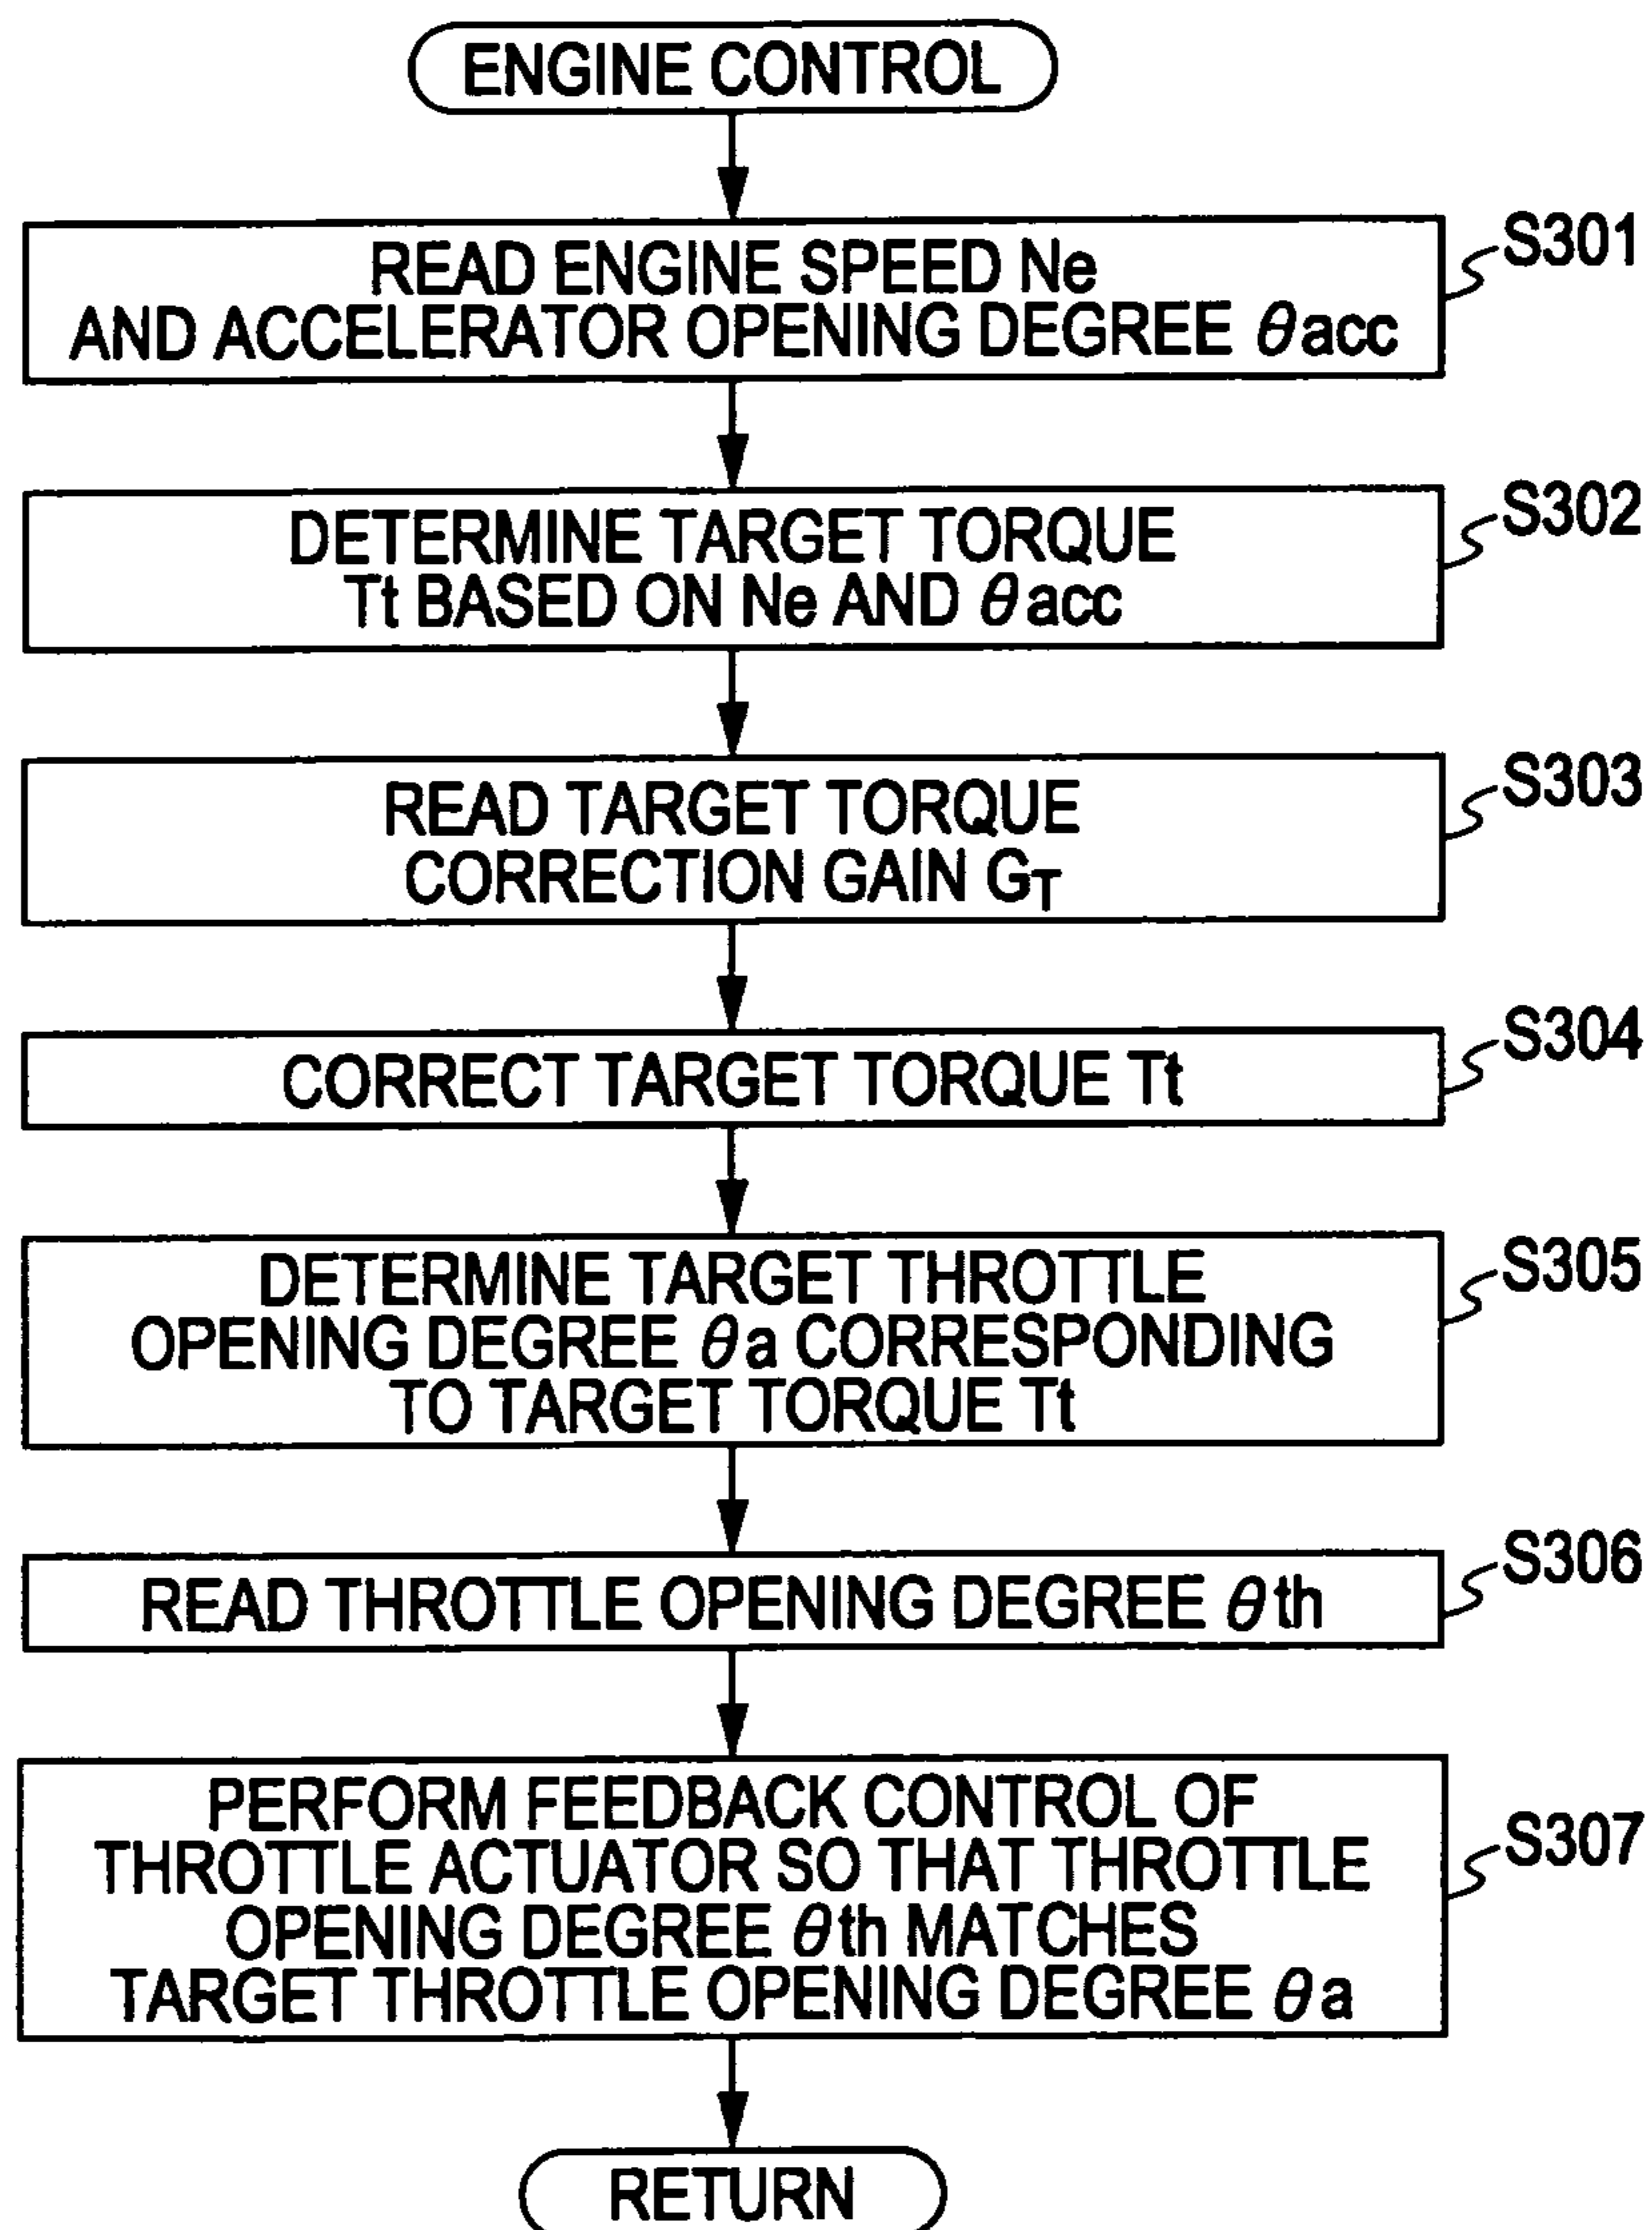 ENGINE CONTROL
READ ENGINE SPEED Ne
AND ACCELERATOR OPENING DEGREE θacc
S301
DETERMINE TARGET TORQUE
Tt BASED ON Ne AND θacc
S302
READ TARGET TORQUE
CORRECTION GAIN GT
S303
CORRECT TARGET TORQUE Tt
S304
DETERMINE TARGET THROTTLE
OPENING DEGREE θa CORRESPONDING
TO TARGET TORQUE Tt
S305
READ THROTTLE OPENING DEGREE θth
S306
PERFORM FEEDBACK CONTROL OF
THROTTLE ACTUATOR SO THAT THROTTLE
OPENING DEGREE θth MATCHES
TARGET THROTTLE OPENING DEGREE θa
S307
RETURN